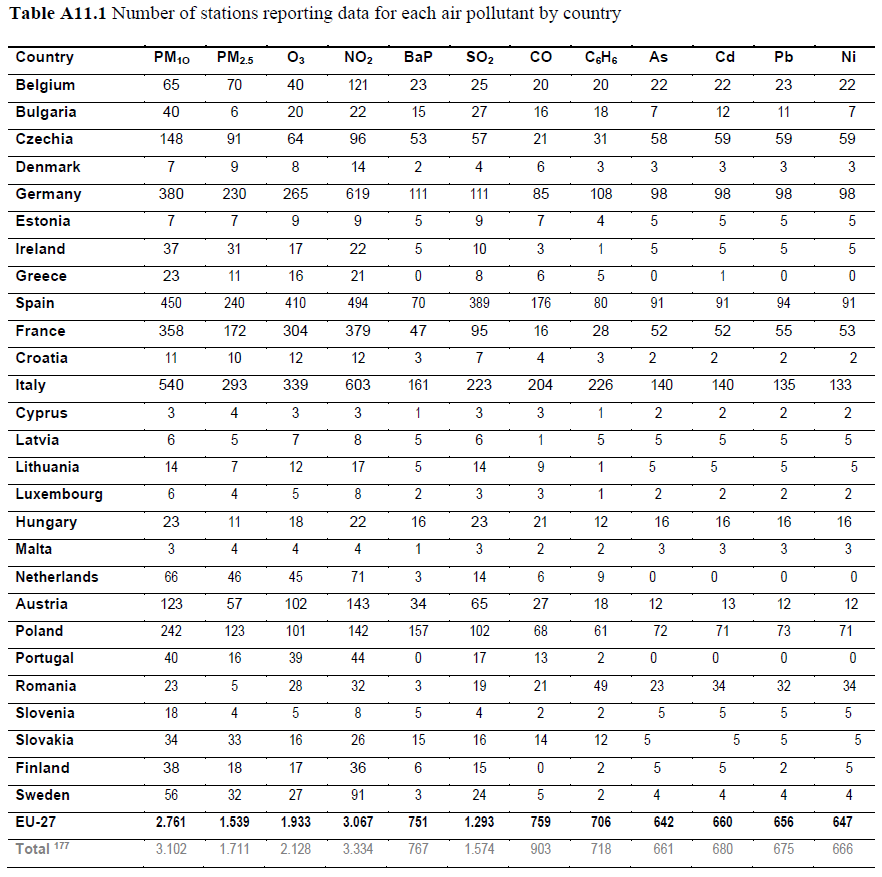 Table A11.1 Number of stations reporting data for each air pollutant by country
Country PM₁₀ PM₂.₅ O₃ NO₂ BaP SO₂ CO C₆H₆ As Cd Pb Ni
Belgium 65 70 40 121 23 25 20 20 22 22 23 22
Bulgaria 40 6 20 22 15 27 16 18 7 12 11 7
Czechia 148 91 64 96 53 57 21 31 58 59 59 59
Denmark 7 9 8 14 2 4 6 3 3 3 3 3
Germany 380 230 265 619 111 111 85 108 98 98 98 98
Estonia 7 7 9 9 5 9 7 4 5 5 5 5
Ireland 37 31 17 22 5 10 3 1 5 5 5 5
Greece 23 11 16 21 0 8 6 5 0 1 0 0
Spain 450 240 410 494 70 389 176 80 91 91 94 91
France 358 172 304 379 47 95 16 28 52 52 55 53
Croatia 11 10 12 12 3 7 4 3 2 2 2 2
Italy 540 293 339 603 161 223 204 226 140 140 135 133
Cyprus 3 4 3 3 1 3 3 1 2 2 2 2
Latvia 6 5 7 8 5 6 1 5 5 5 5 5
Lithuania 14 7 12 17 5 14 9 1 5 5 5 5
Luxembourg 6 4 5 8 2 3 3 1 2 2 2 2
Hungary 23 11 18 22 16 23 21 12 16 16 16 16
Malta 3 4 4 4 1 3 2 2 3 3 3 3
Netherlands 66 46 45 71 3 14 6 9 0 0 0 0
Austria 123 57 102 143 34 65 27 18 12 13 12 12
Poland 242 123 101 142 157 102 68 61 72 71 73 71
Portugal 40 16 39 44 0 17 13 2 0 0 0 0
Romania 23 5 28 32 3 19 21 49 23 34 32 34
Slovenia 18 4 5 8 5 4 2 2 5 5 5 5
Slovakia 34 33 16 26 15 16 14 12 5 5 5 5
Finland 38 18 17 36 6 15 0 2 5 5 2 5
Sweden 56 32 27 91 3 24 5 2 4 4 4 4
EU-27 2.761 1.539 1.933 3.067 751 1.293 759 706 642 660 656 647
Total ¹⁷⁷ 3.102 1.711 2.128 3.334 767 1.574 903 718 661 680 675 666